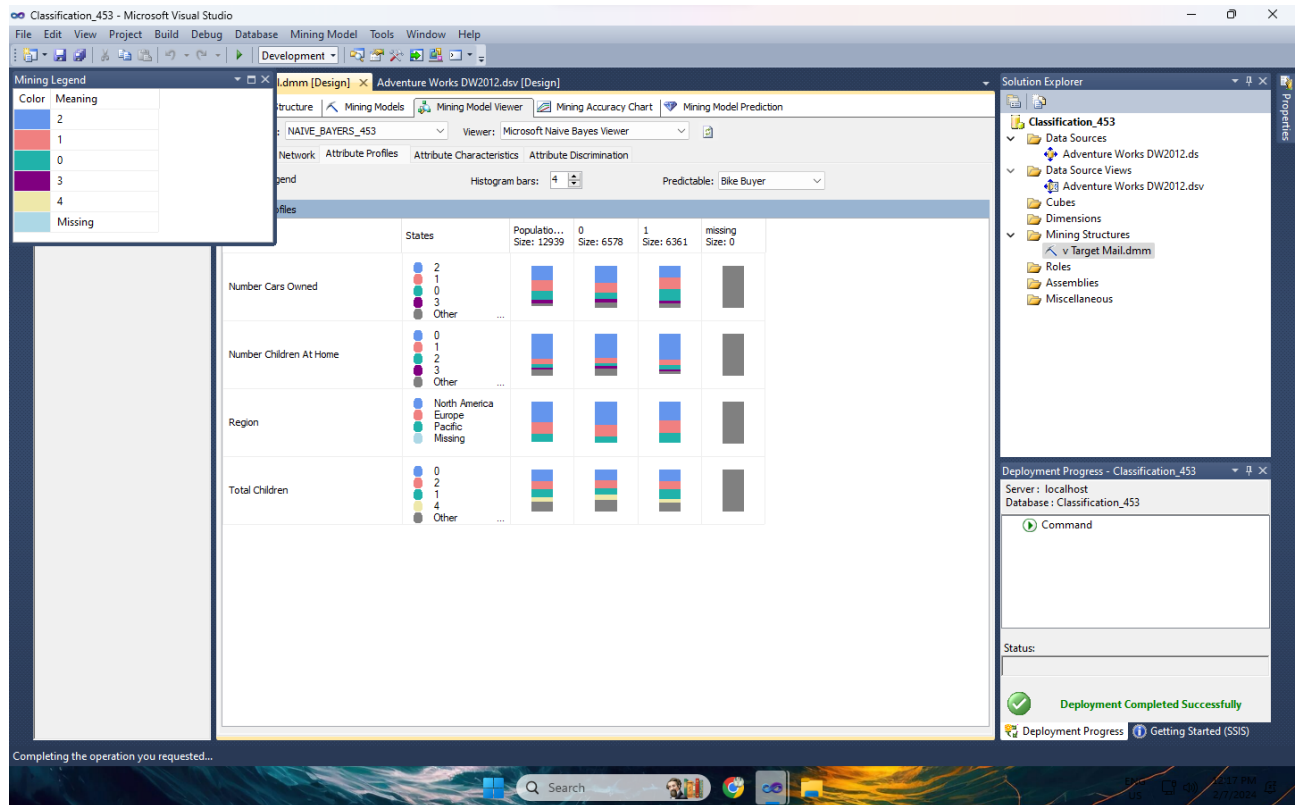 Classification_453 - Microsoft Visual Studio
File Edit View Project Build Debug Database Mining Model Tools Window Help
Development
Mining Legend
Color Meaning
2
1
0
3
4
Missing
l.dmm [Design] Adventure Works DW2012.dsv [Design]
tructure Mining Models Mining Model Viewer Mining Accuracy Chart Mining Model Prediction
: NAIVE_BAYERS_453 Viewer: Microsoft Naive Bayes Viewer
Network Attribute Profiles Attribute Characteristics Attribute Discrimination
gend Histogram bars: 4 Predictable: Bike Buyer
files
States Populatio... Size: 12939 0 Size: 6578 1 Size: 6361 missing Size: 0
Number Cars Owned
2
1
0
3
Other ...
Number Children At Home
0
1
2
3
Other ...
Region
North America
Europe
Pacific
Missing
Total Children
0
2
1
4
Other ...
Solution Explorer
Properties
Classification_453
Data Sources
Adventure Works DW2012.ds
Data Source Views
Adventure Works DW2012.dsv
Cubes
Dimensions
Mining Structures
v Target Mail.dmm
Roles
Assemblies
Miscellaneous
Deployment Progress - Classification_453
Server : localhost
Database : Classification_453
Command
Status:
Deployment Completed Successfully
Deployment Progress Getting Started (SSIS)
Completing the operation you requested...
Search